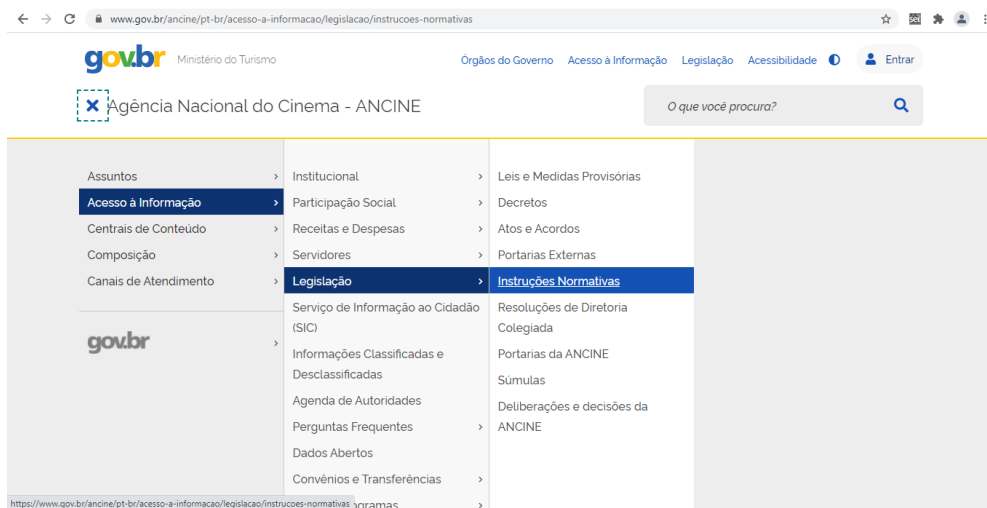 www.gov.br/ancine/pt-br/acesso-a-informacao/legislacao/instrucoes-normativas
sei!
gov.br Ministério do Turismo
Órgãos do Governo Acesso à Informação Legislação Acessibilidade Entrar
Agência Nacional do Cinema - ANCINE
O que você procura?
Assuntos
Acesso à Informação
Centrais de Conteúdo
Composição
Canais de Atendimento
gov.br
Institucional
Participação Social
Receitas e Despesas
Servidores
Legislação
Serviço de Informação ao Cidadão
(SIC)
Informações Classificadas e
Desclassificadas
Agenda de Autoridades
Perguntas Frequentes
Dados Abertos
Convênios e Transferências
ogramas
Leis e Medidas Provisórias
Decretos
Atos e Acordos
Portarias Externas
Instruções Normativas
Resoluções de Diretoria
Colegiada
Portarias da ANCINE
Súmulas
Deliberações e decisões da
ANCINE
https://www.gov.br/ancine/pt-br/acesso-a-informacao/legislacao/instrucoes-normativas